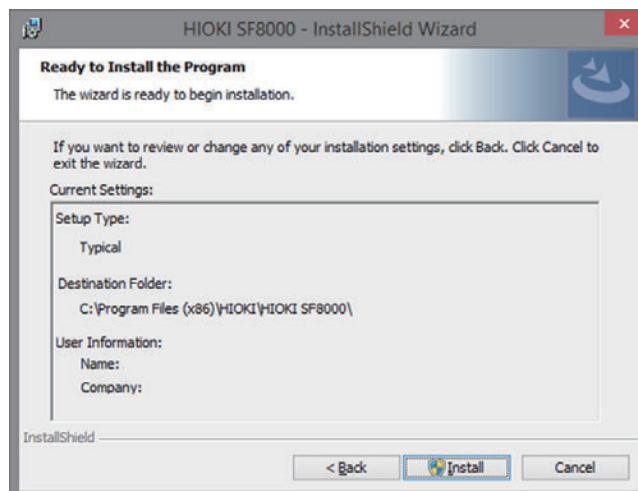 HIOKI SF8000 - InstallShield Wizard
Ready to Install the Program
The wizard is ready to begin installation.
If you want to review or change any of your installation settings, click Back. Click Cancel to
exit the wizard.
Current Settings:
Setup Type:
Typical
Destination Folder:
C:\Program Files (x86)\HIOKI\HIOKI SF8000\
User Information:
Name:
Company:
InstallShield
< Back
Install
Cancel